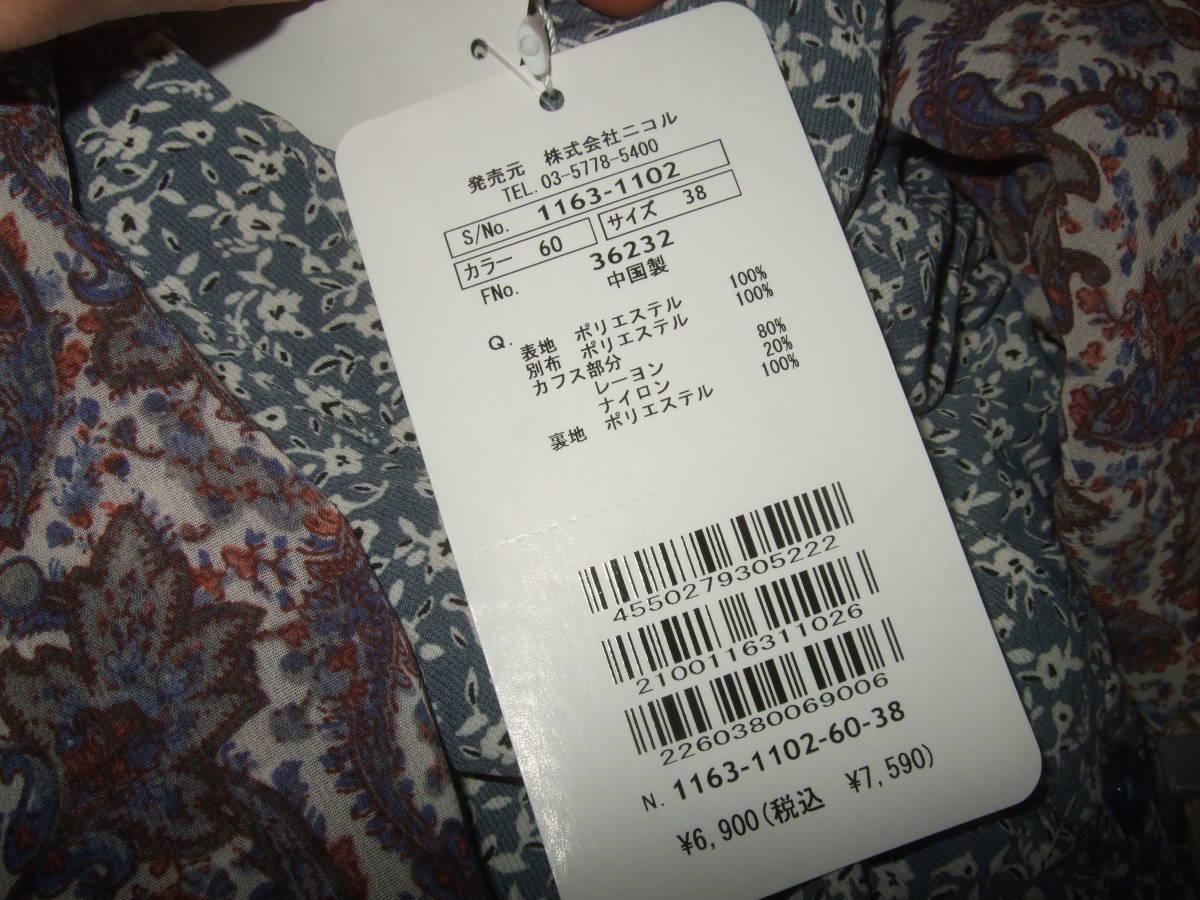 発売元 株式会社ニコル
TEL. 03-5778-5400
S/No. 1163-1102
カラー 60 サイズ 38
FNo. 36232
中国製
Q. 表地 ポリエステル 100%
別布 ポリエステル 100%
カフス部分
レーヨン 80%
ナイロン 20%
裏地 ポリエステル 100%
4550279305222
2100116311026
2260380069006
N. 1163-1102-60-38
¥6,900(税込 ¥7,590)